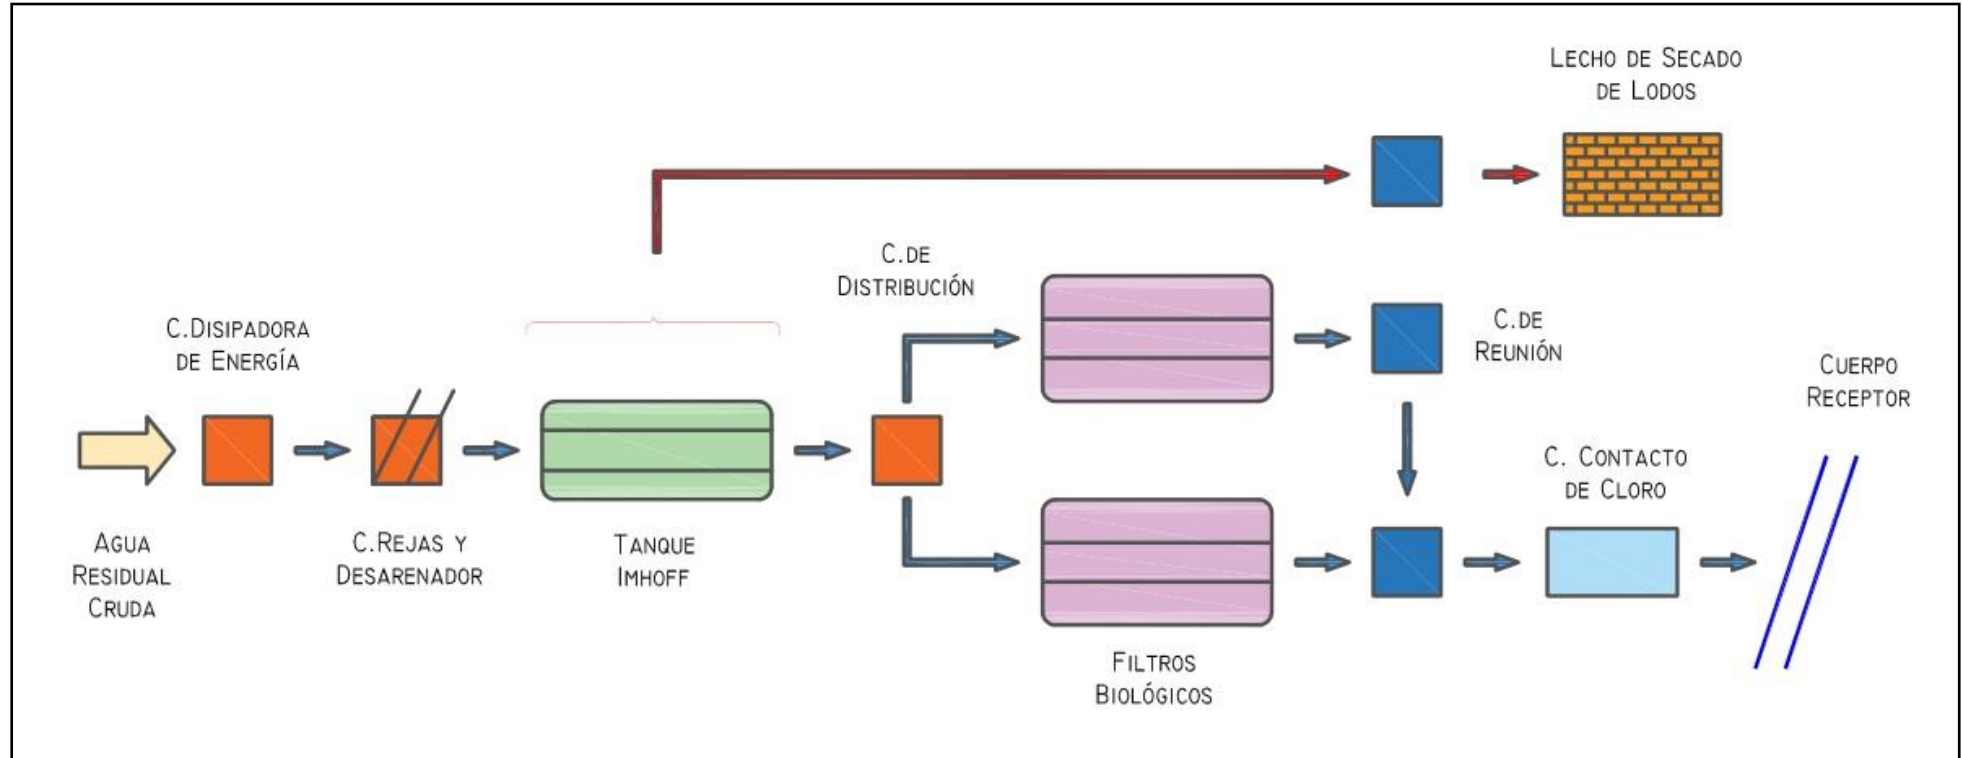 LECHO DE SECADO
DE LODOS
C.DE
DISTRIBUCIÓN
C.DISIPADORA
DE ENERGÍA
C.DE
REUNIÓN
CUERPO
RECEPTOR
C. CONTACTO
DE CLORO
AGUA
RESIDUAL
CRUDA
C.REJAS Y
DESARENADOR
TANQUE
IMHOFF
FILTROS
BIOLÓGICOS